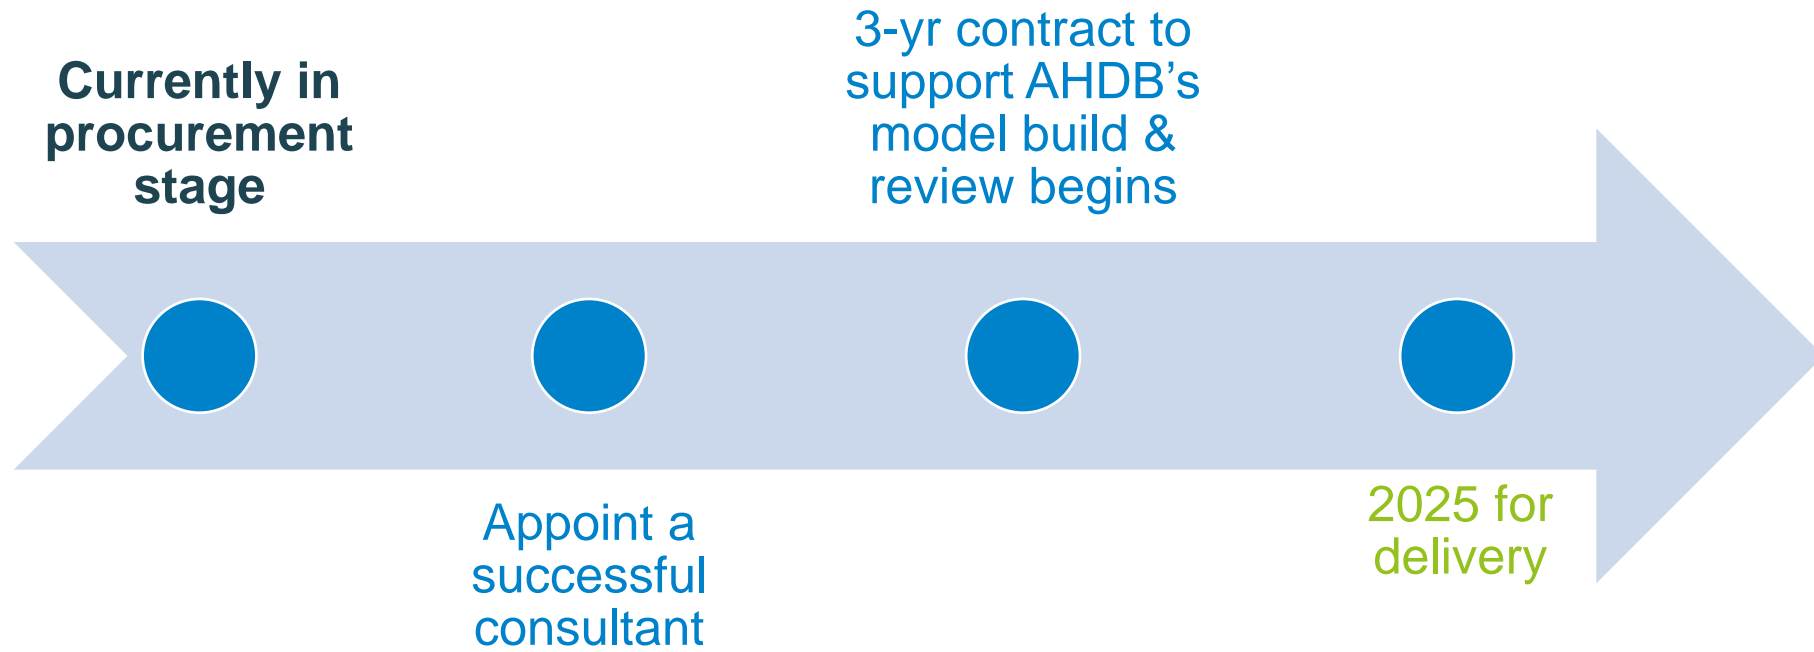 Currently in
procurement
stage
Appoint a
successful
consultant
3-yr contract to
support AHDB’s
model build &
review begins
2025 for
delivery